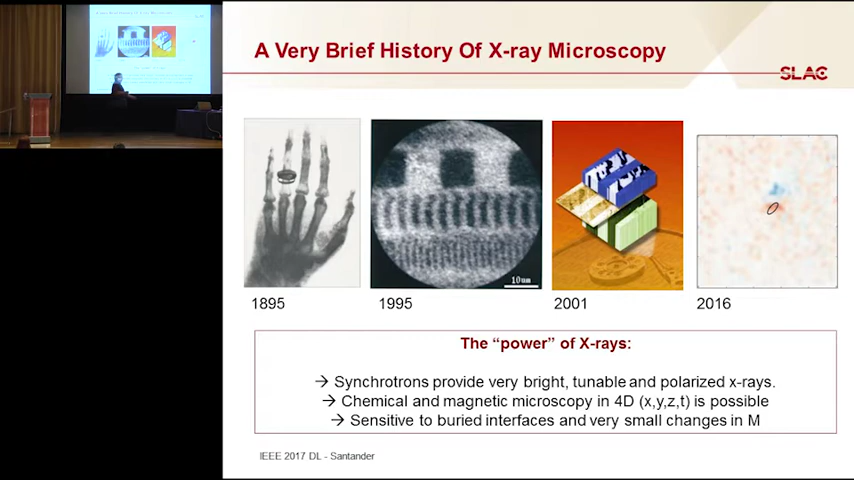 A Very Brief History Of X-ray Microscopy
SLAC
10um
1895
1995
2001
2016
The “power” of X-rays:
→ Synchrotrons provide very bright, tunable and polarized x-rays.
→ Chemical and magnetic microscopy in 4D (x,y,z,t) is possible
→ Sensitive to buried interfaces and very small changes in M
IEEE 2017 DL - Santander